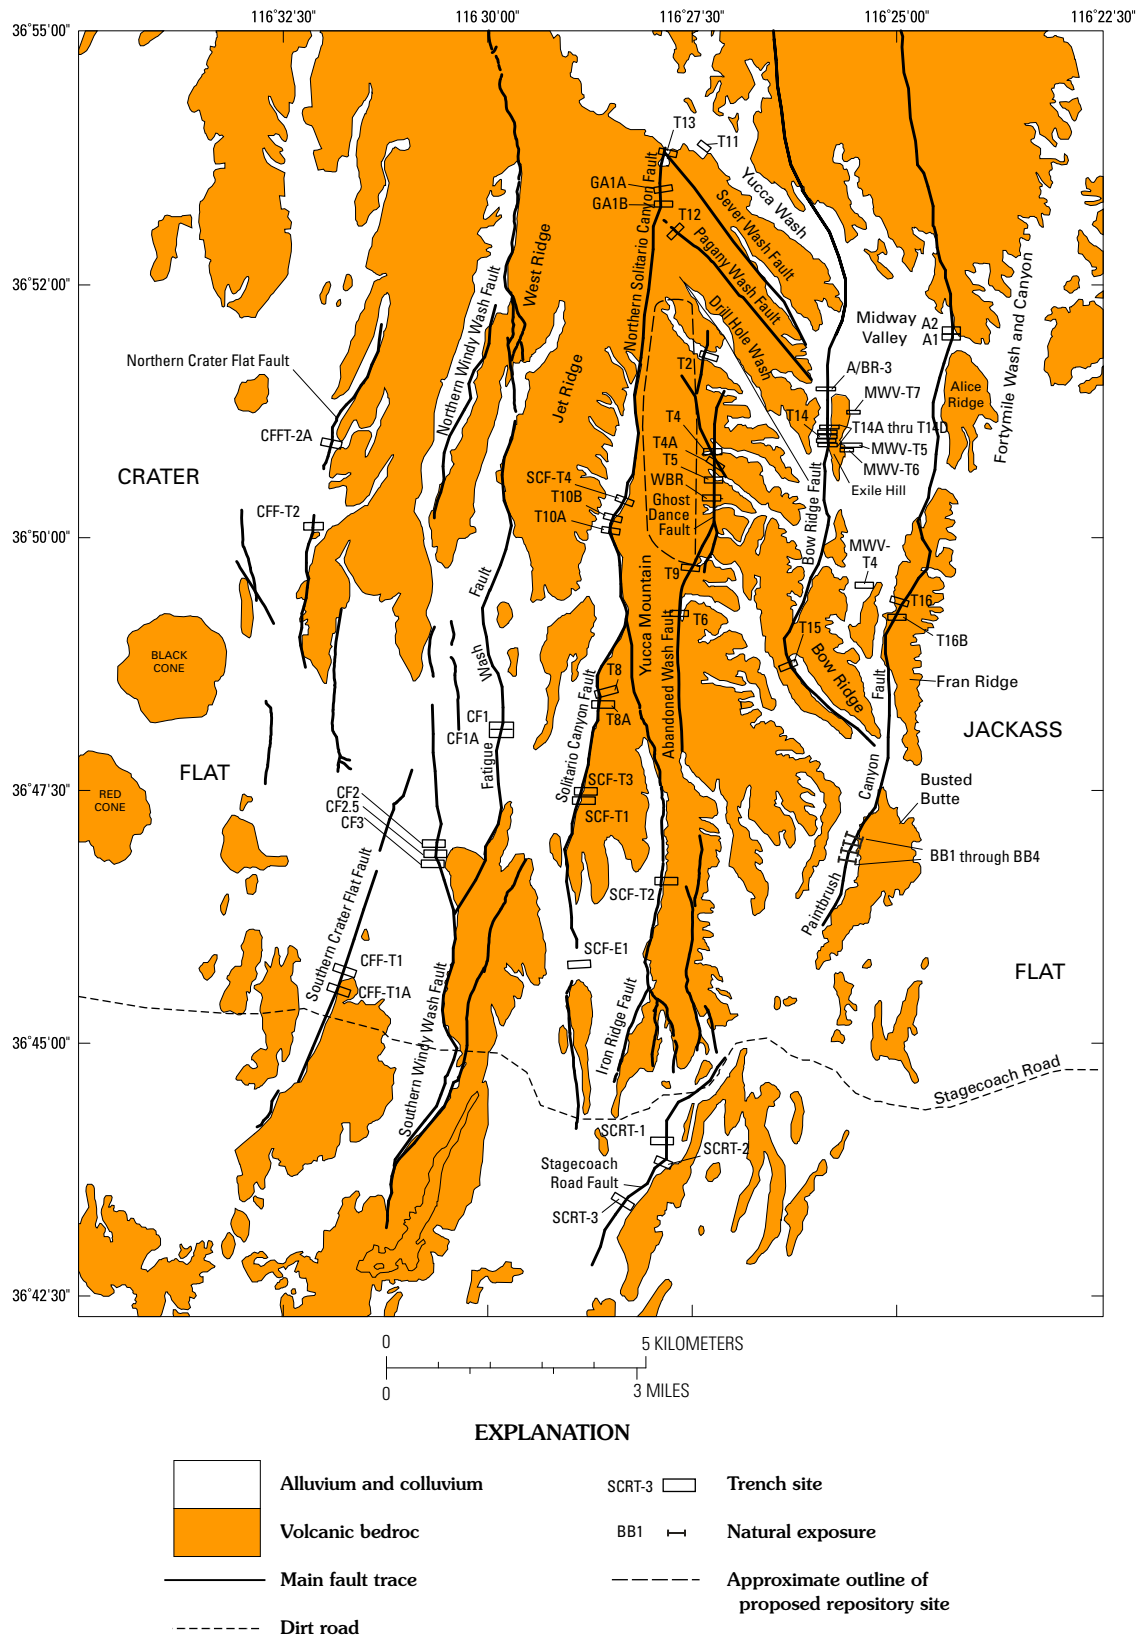 116°32'30"
116°30'00"
116°27'30"
116°25'00"
116°22'30"
36°55'00"
36°52'00"
36°50'00"
36°47'30"
36°45'00"
36°42'30"
T13
T11
GA1A
GA1B
T12
Northern Solitario Canyon Fault
Yucca Wash
Sever Wash Fault
Pagany Wash Fault
Drill Hole Wash
West Ridge
Northern Windy Wash Fault
Jet Ridge
Fortymile Wash and Canyon
Midway
Valley
A2
A1
Northern Crater Flat Fault
CFFT-2A
T2
A/BR-3
MWV-T7
Alice
Ridge
T14
T14A thru T14D
MWV-T5
MWV-T6
Exile Hill
T4
T4A
T5
WBR
Ghost
Dance
Fault
CRATER
SCF-T4
T10B
T10A
CFF-T2
Bow Ridge Fault
MWV-
T4
T9
T6
T16
T16B
T15
Bow Ridge
Fran Ridge
BLACK
CONE
Fatigue
Wash
Fault
Yucca Mountain
Abandoned Wash Fault
T8
T8A
Solitario Canyon Fault
CF1
CF1A
JACKASS
FLAT
RED
CONE
SCF-T3
SCF-T1
Busted
Butte
CF2
CF2.5
CF3
BB1 through BB4
Paintbrush
Canyon
Fault
SCF-T2
Southern Crater Flat Fault
CFF-T1
CFF-T1A
SCF-E1
FLAT
Iron Ridge Fault
Southern Windy Wash Fault
Stagecoach Road
SCRT-1
SCRT-2
Stagecoach
Road Fault
SCRT-3
0
5 KILOMETERS
0
3 MILES
EXPLANATION
Alluvium and colluvium
Volcanic bedroc
Main fault trace
Dirt road
SCRT-3
Trench site
BB1
Natural exposure
Approximate outline of
proposed repository site